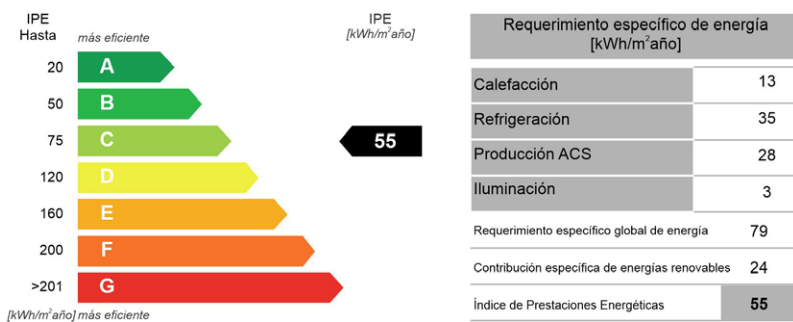 IPE
Hasta
más eficiente
IPE
[kWh/m²año]
20 A
50 B
75 C 55
120 D
160 E
200 F
>201 G
[kWh/m²año] más eficiente
Requerimiento específico de energía
[kWh/m²año]
Calefacción 13
Refrigeración 35
Producción ACS 28
Iluminación 3
Requerimiento específico global de energía 79
Contribución específica de energías renovables 24
Índice de Prestaciones Energéticas 55